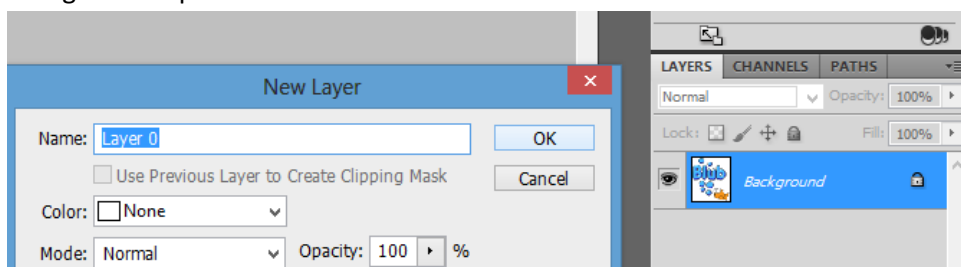 New Layer
Name: Layer 0
OK
Use Previous Layer to Create Clipping Mask
Cancel
Color: None
Mode: Normal
Opacity: 100 %
LAYERS CHANNELS PATHS
Normal Opacity: 100%
Lock: Fill: 100%
Blub Background